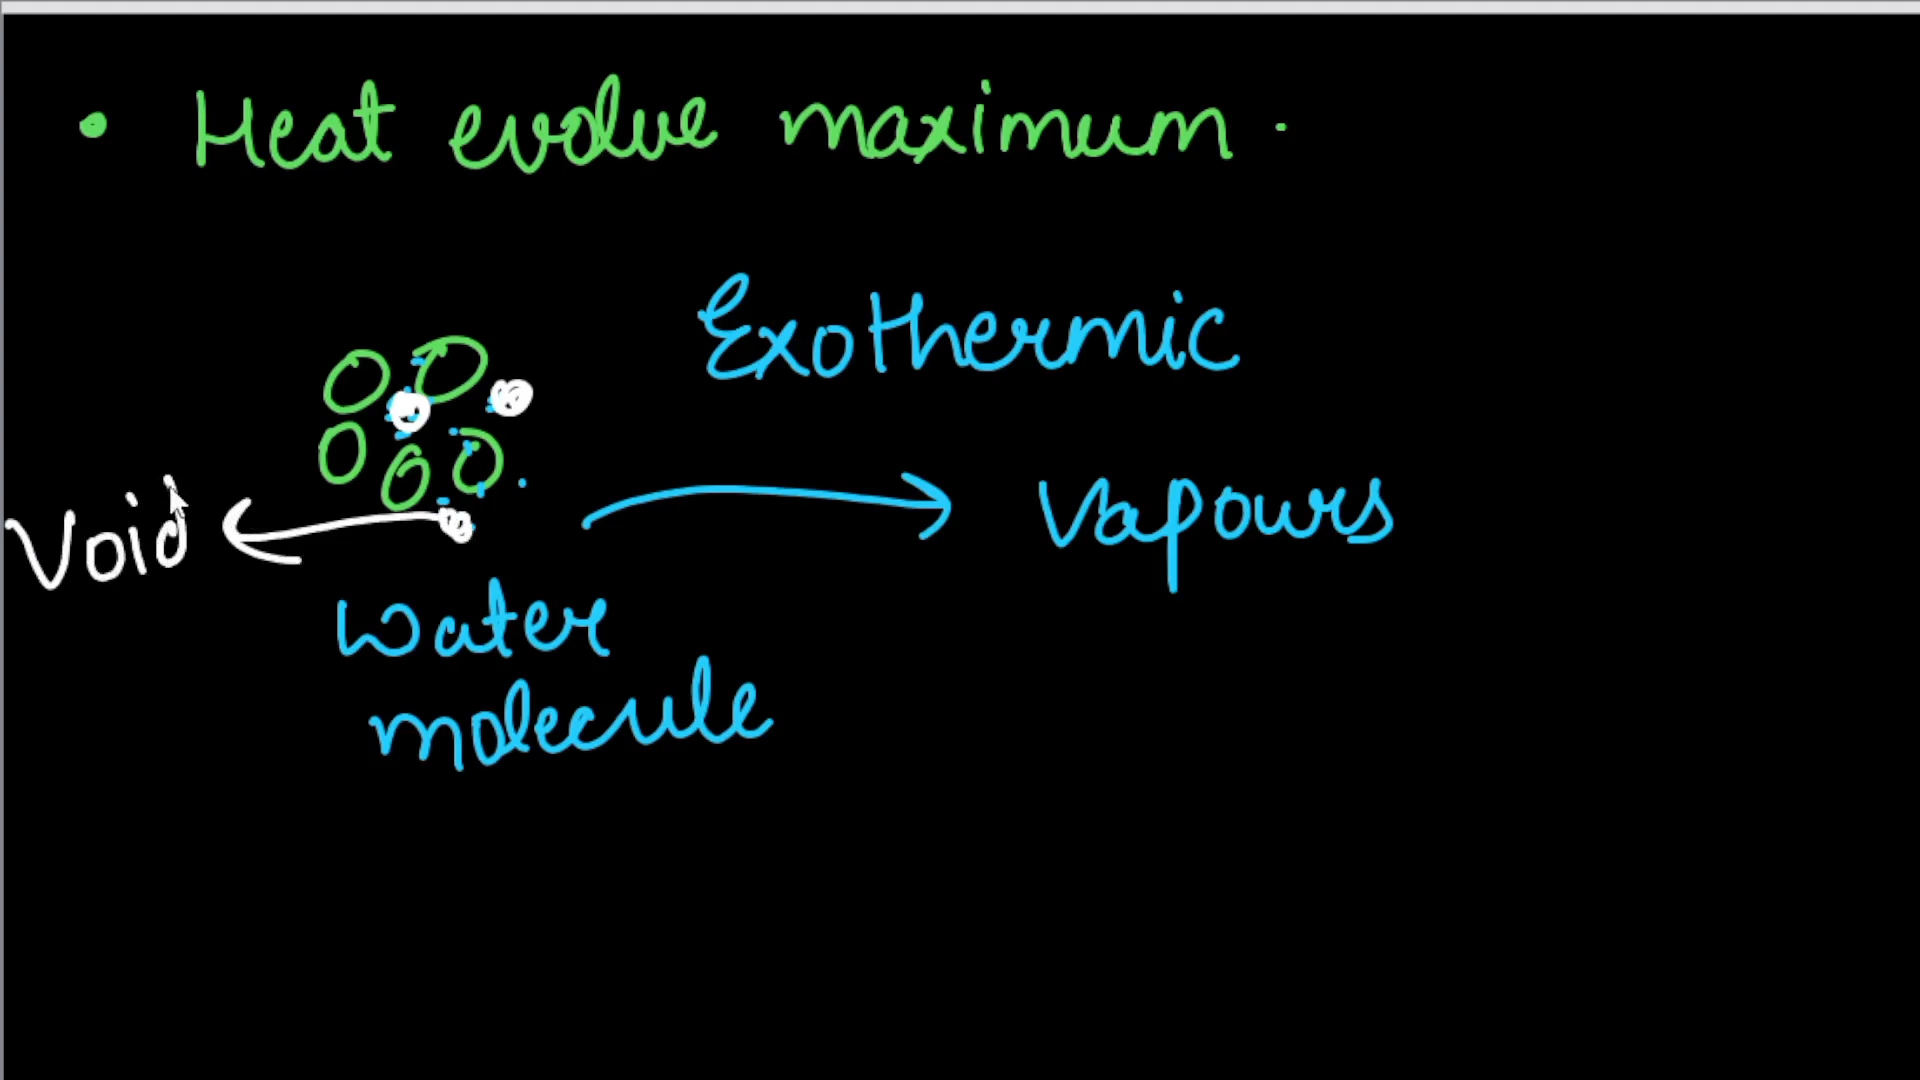 • Heat evolve maximum.
Exothermic
Void
Vapours
Water
molecule